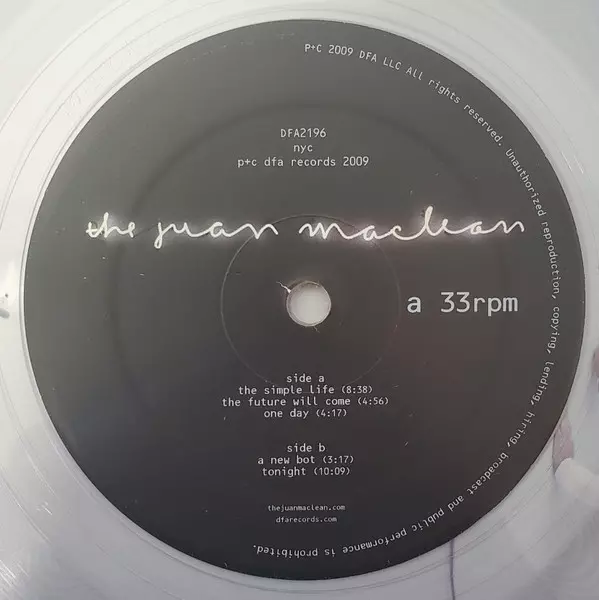 P+C 2009 DFA LLC All rights reserved. Unauthorized reproduction, copying, lending, hiring, broadcast and public performance is prohibited.
DFA2196
nyc
p+c dfa records 2009
the juan maclean
a 33rpm
side a
the simple life (8:38)
the future will come (4:56)
one day (4:17)
side b
a new bot (3:17)
tonight (10:09)
thejuanmaclean.com
dfarecords.com